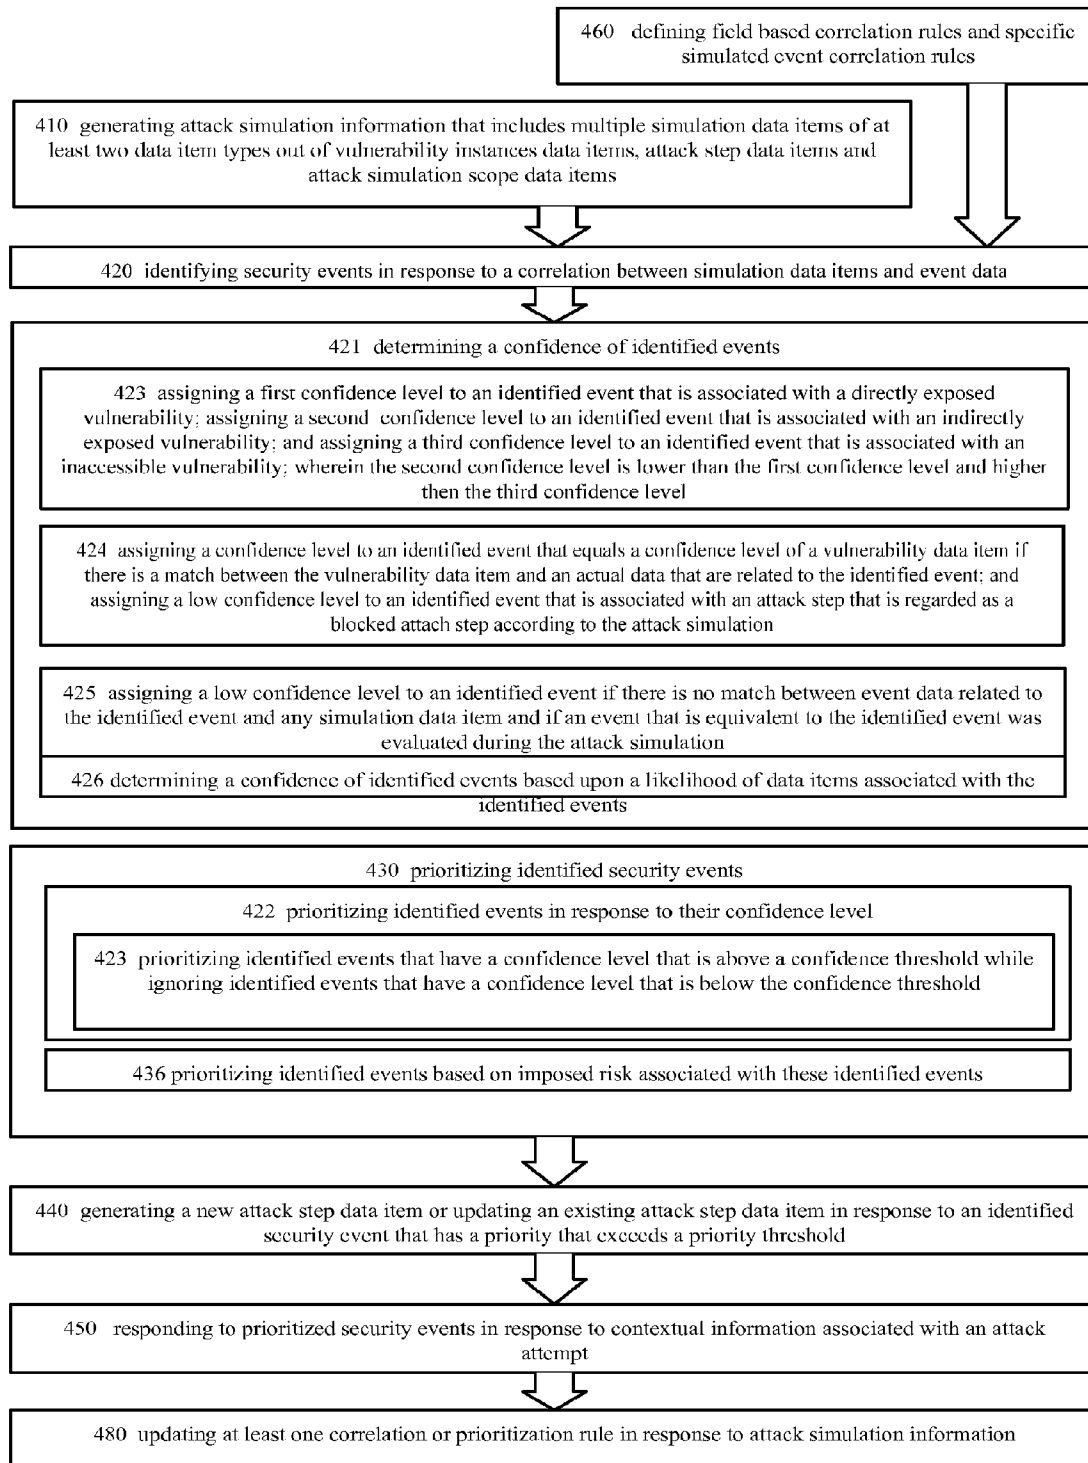 460 defining field based correlation rules and specific
simulated event correlation rules
410 generating attack simulation information that includes multiple simulation data items of at
least two data item types out of vulnerability instances data items, attack step data items and
attack simulation scope data items
420 identifying security events in response to a correlation between simulation data items and event data
421 determining a confidence of identified events
423 assigning a first confidence level to an identified event that is associated with a directly exposed
vulnerability; assigning a second confidence level to an identified event that is associated with an indirectly
exposed vulnerability; and assigning a third confidence level to an identified event that is associated with an
inaccessible vulnerability; wherein the second confidence level is lower than the first confidence level and higher
then the third confidence level
424 assigning a confidence level to an identified event that equals a confidence level of a vulnerability data item if
there is a match between the vulnerability data item and an actual data that are related to the identified event; and
assigning a low confidence level to an identified event that is associated with an attack step that is regarded as a
blocked attach step according to the attack simulation
425 assigning a low confidence level to an identified event if there is no match between event data related to
the identified event and any simulation data item and if an event that is equivalent to the identified event was
evaluated during the attack simulation
426 determining a confidence of identified events based upon a likelihood of data items associated with the
identified events
430 prioritizing identified security events
422 prioritizing identified events in response to their confidence level
423 prioritizing identified events that have a confidence level that is above a confidence threshold while
ignoring identified events that have a confidence level that is below the confidence threshold
436 prioritizing identified events based on imposed risk associated with these identified events
440 generating a new attack step data item or updating an existing attack step data item in response to an identified
security event that has a priority that exceeds a priority threshold
450 responding to prioritized security events in response to contextual information associated with an attack
attempt
480 updating at least one correlation or prioritization rule in response to attack simulation information